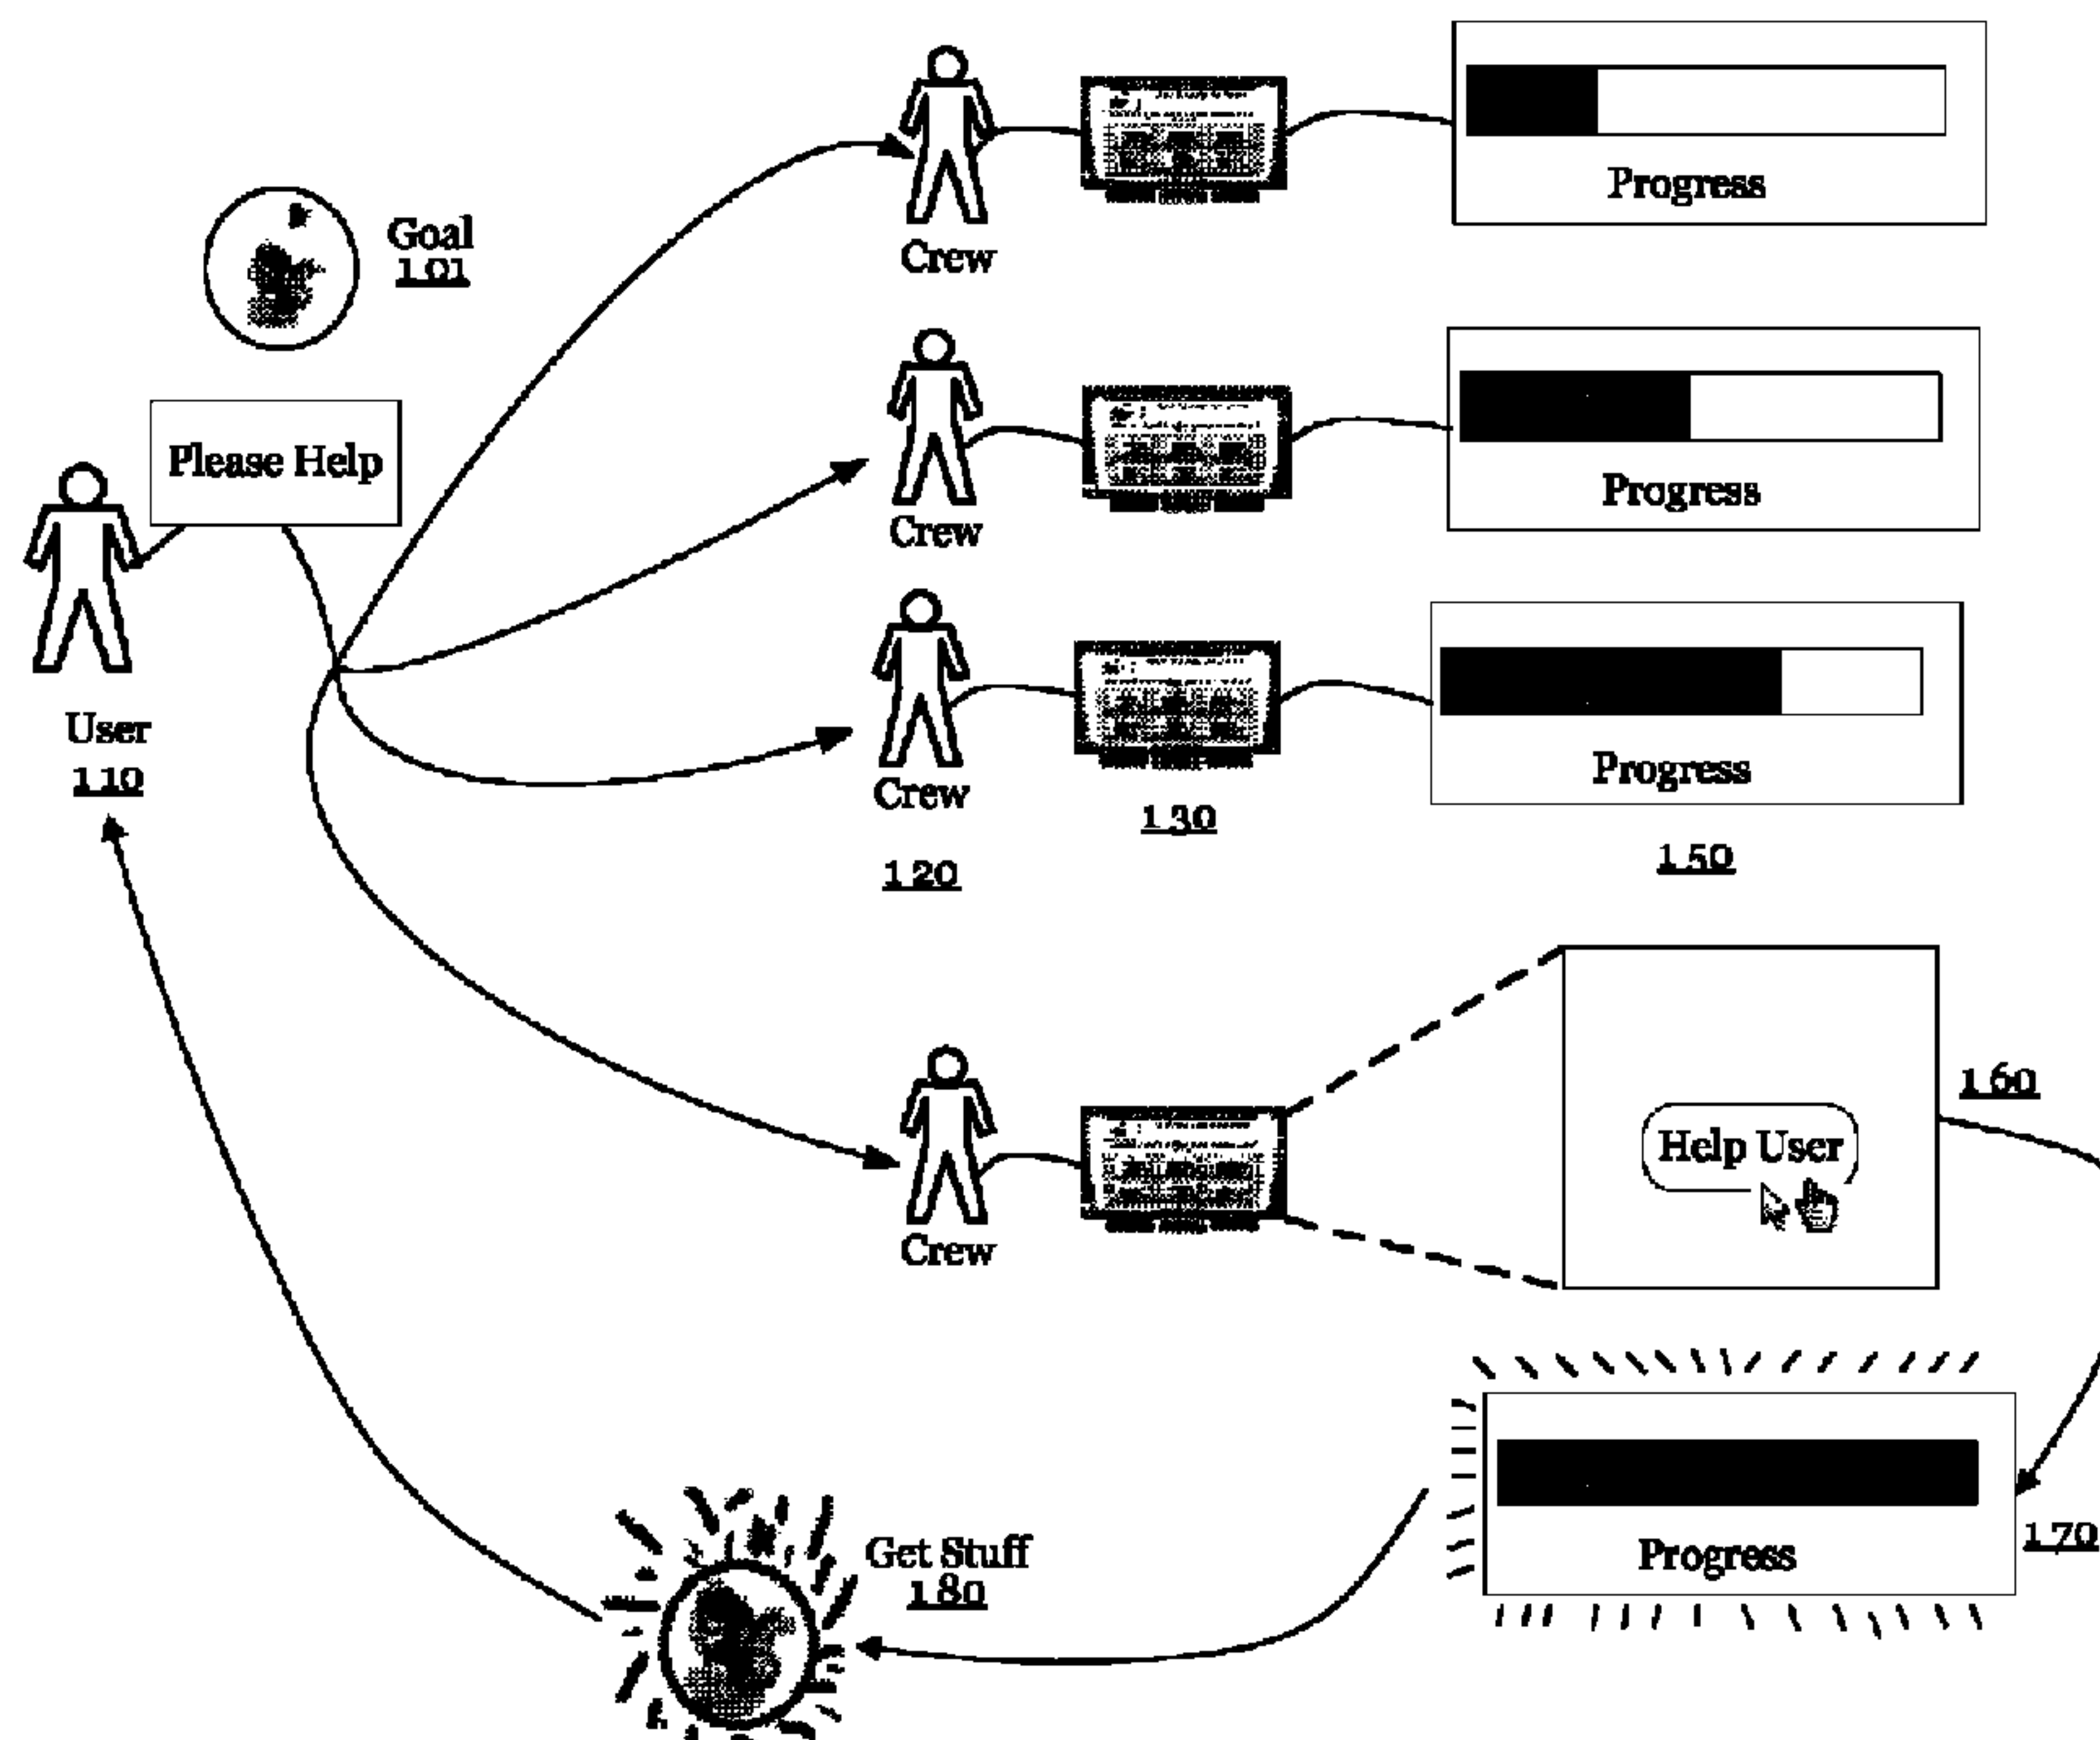 Progress
Goal
101
Crew
Please Help
Progress
Crew
User
110
Progress
Crew
130
150
120
160
Help User
Crew
Get Stuff
180
170
Progress